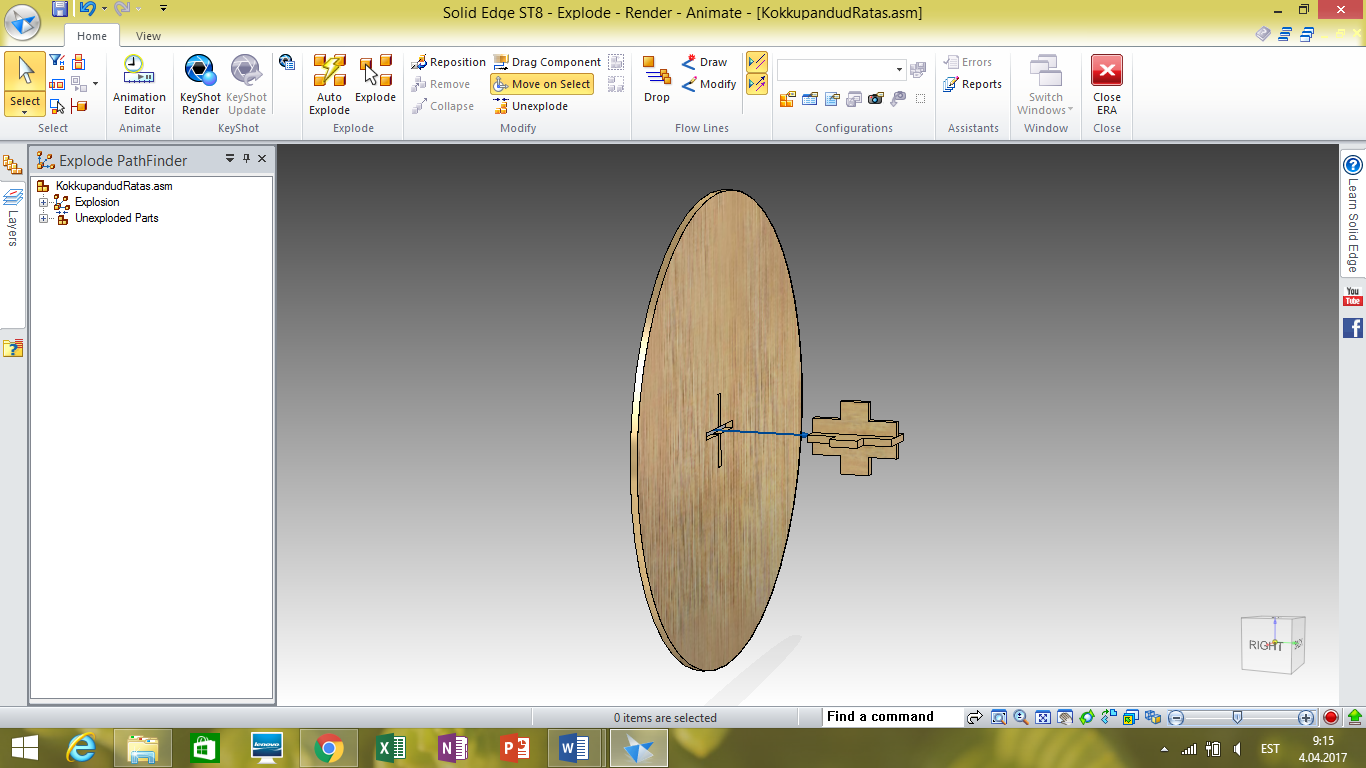 Solid Edge ST8 - Explode - Render - Animate - [KokkupandudRatas.asm]
Home View
Select
Select
Animation Editor
Animate
KeyShot Render
KeyShot Update
KeyShot
Auto Explode
Explode
Explode
Reposition
Remove
Collapse
Drag Component
Move on Select
Unexplode
Modify
Drop
Draw
Modify
Flow Lines
Configurations
Errors
Reports
Assistants
Switch Windows
Window
Close ERA
Close
Explode PathFinder
KokkupandudRatas.asm
Explosion
Unexploded Parts
Layers
Learn Solid Edge
You Tube
RIGHT
0 items are selected
Find a command
lenovo
EST
9:15
4.04.2017